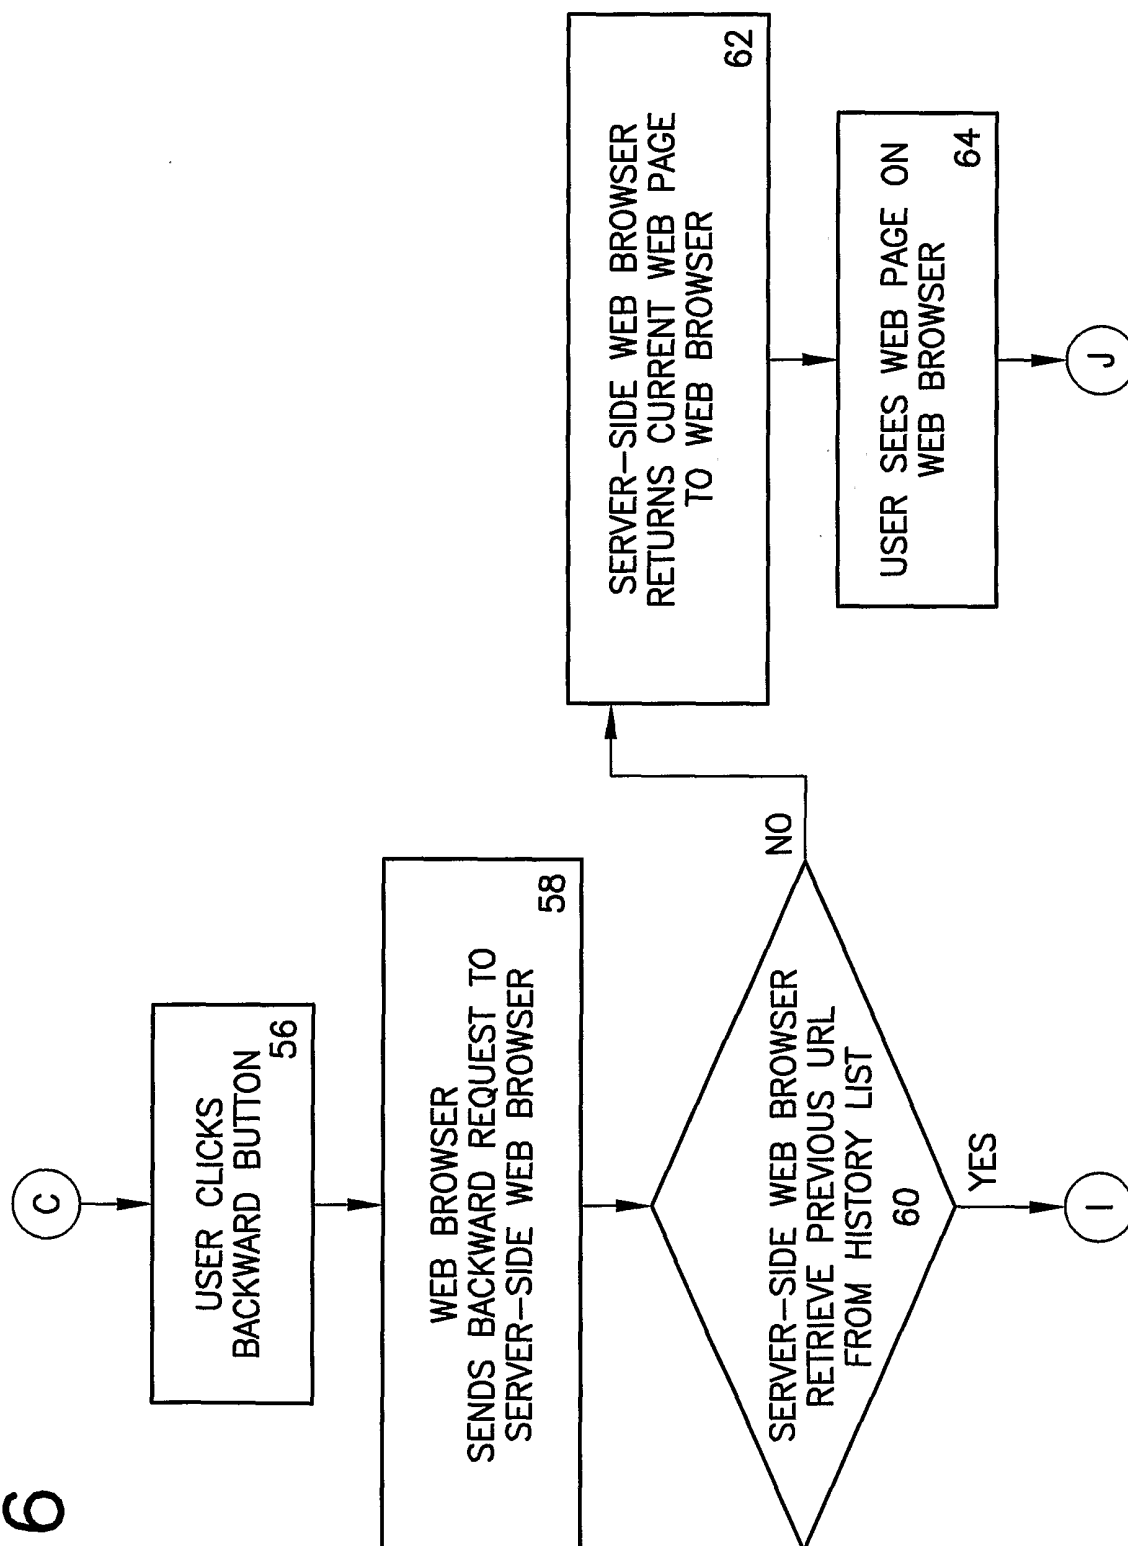 6
C
USER CLICKS
BACKWARD BUTTON
56
WEB BROWSER
SENDS BACKWARD REQUEST TO
SERVER-SIDE WEB BROWSER
58
SERVER-SIDE WEB BROWSER
RETRIEVE PREVIOUS URL
FROM HISTORY LIST
60
NO
YES
I
SERVER-SIDE WEB BROWSER
RETURNS CURRENT WEB PAGE
TO WEB BROWSER
62
USER SEES WEB PAGE ON
WEB BROWSER
64
J